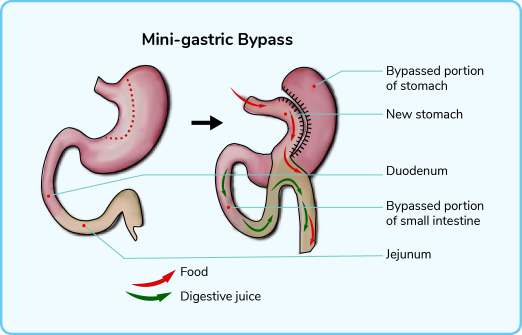 Mini-gastric Bypass
Bypassed portion
of stomach
New stomach
Duodenum
Bypassed portion
of small intestine
Jejunum
Food
Digestive juice